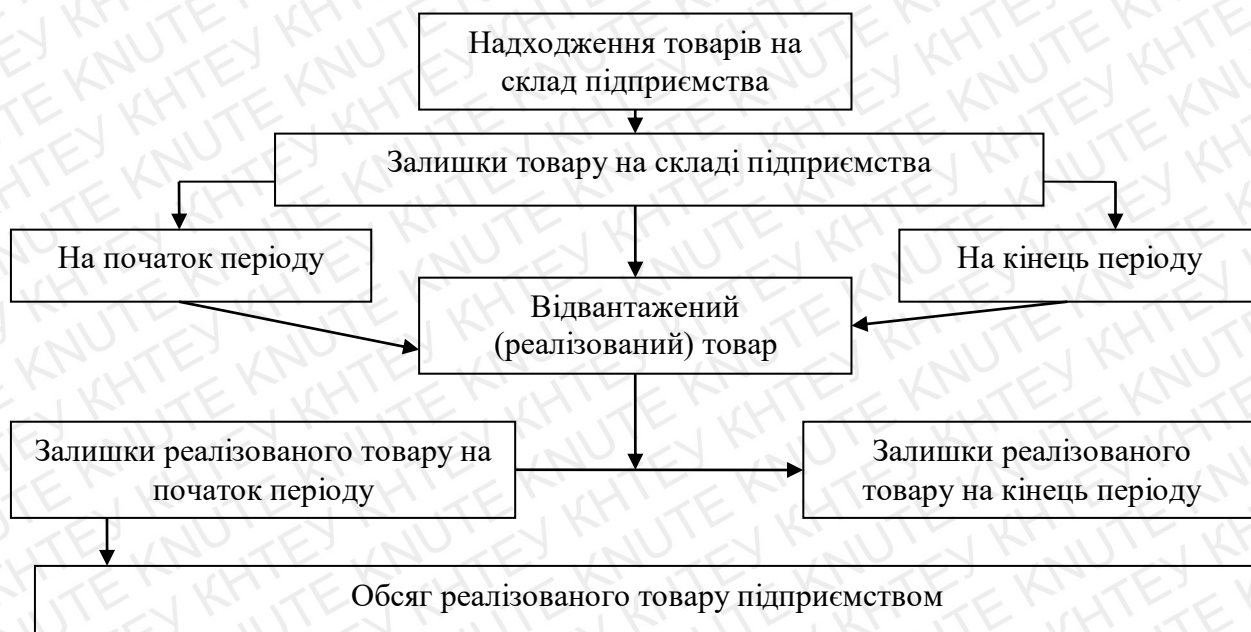 Надходження товарів на
склад підприємства
Залишки товару на складі підприємства
На початок періоду
На кінець періоду
Відвантажений
(реалізований) товар
Залишки реалізованого товару на
початок періоду
Залишки реалізованого
товару на кінець періоду
Обсяг реалізованого товару підприємством